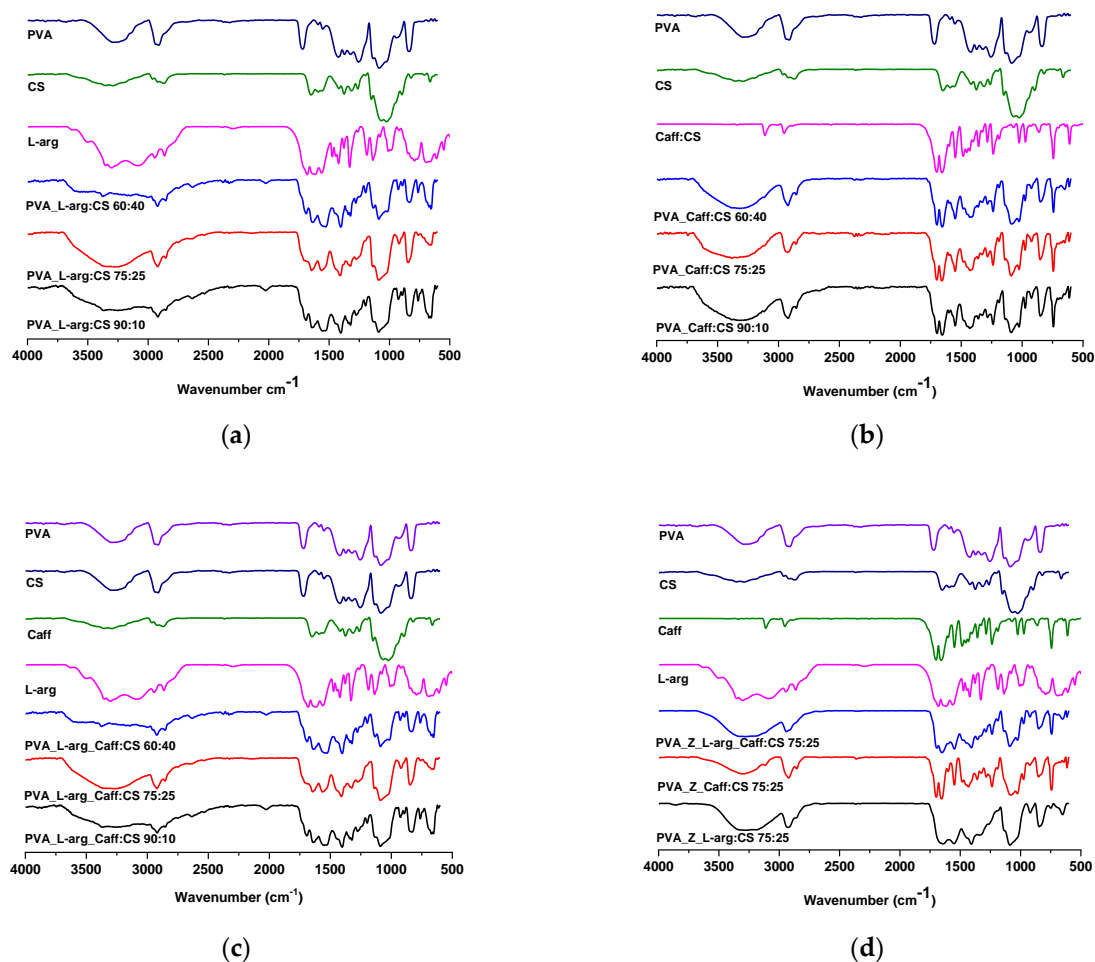 PVA
CS
L-arg
PVA_L-arg:CS 60:40
PVA_L-arg:CS 75:25
PVA_L-arg:CS 90:10
4000 3500 3000 2500 2000 1500 1000 500
Wavenumber cm-1
(a)
PVA
CS
Caff:CS
PVA_Caff:CS 60:40
PVA_Caff:CS 75:25
PVA_Caff:CS 90:10
4000 3500 3000 2500 2000 1500 1000 500
Wavenumber (cm-1)
(b)
PVA
CS
Caff
L-arg
PVA_L-arg_Caff:CS 60:40
PVA_L-arg_Caff:CS 75:25
PVA_L-arg_Caff:CS 90:10
4000 3500 3000 2500 2000 1500 1000 500
Wavenumber (cm-1)
(c)
PVA
CS
Caff
L-arg
PVA_Z_L-arg_Caff:CS 75:25
PVA_Z_Caff:CS 75:25
PVA_Z_L-arg:CS 75:25
4000 3500 3000 2500 2000 1500 1000 500
Wavenumber (cm-1)
(d)